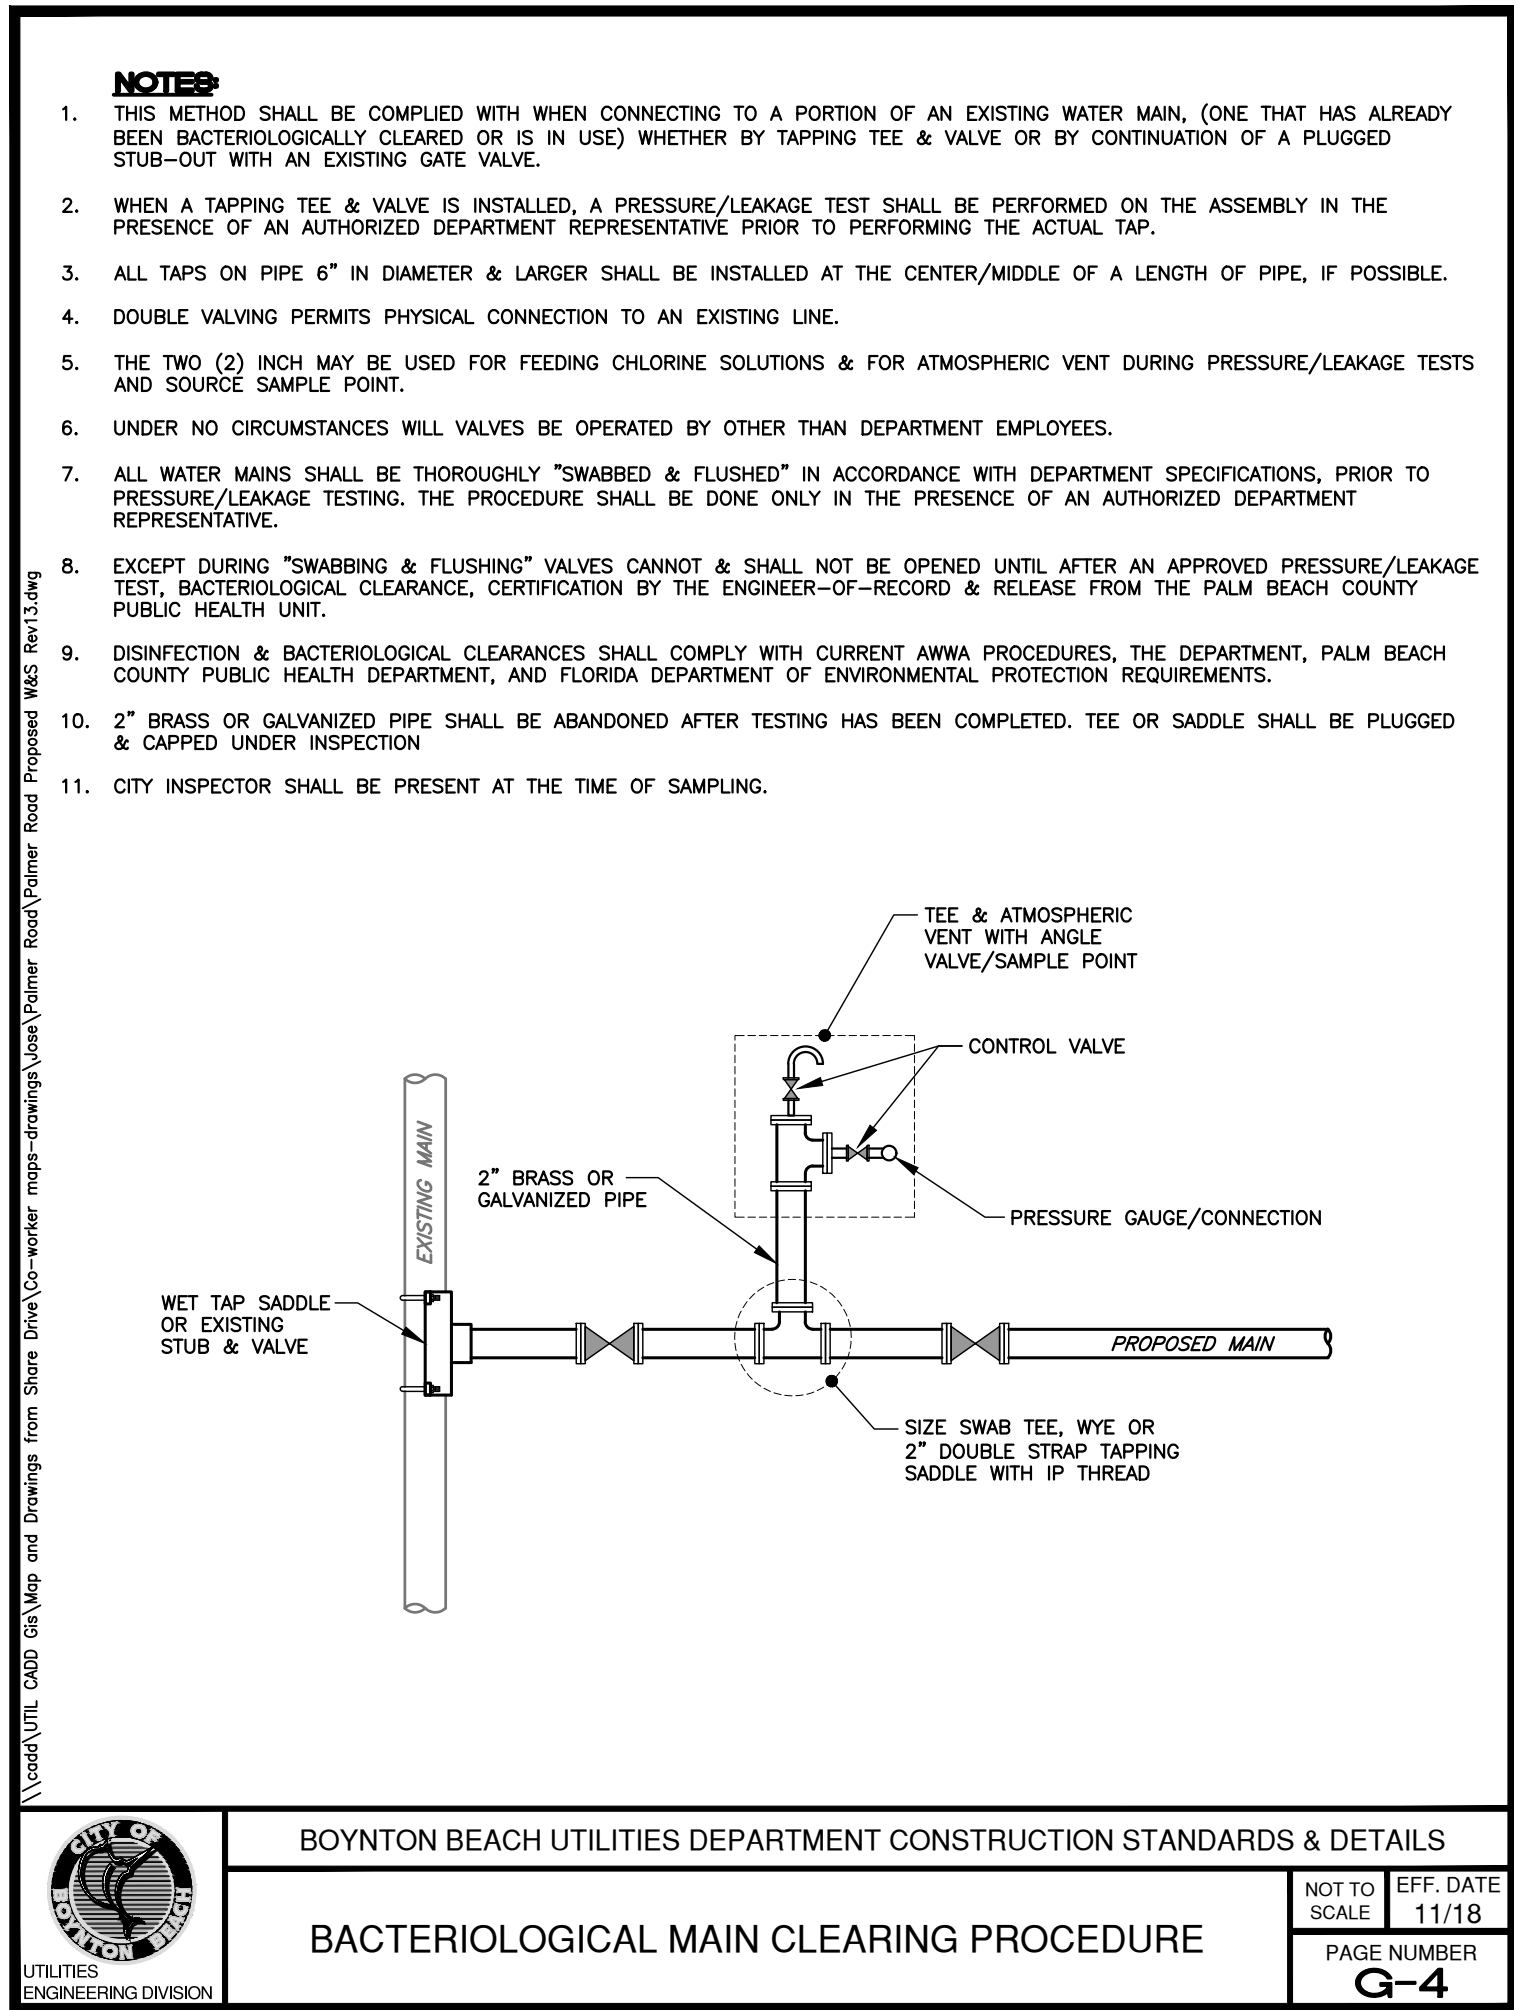 NOTES:
1. THIS METHOD SHALL BE COMPLIED WITH WHEN CONNECTING TO A PORTION OF AN EXISTING WATER MAIN, (ONE THAT HAS ALREADY
BEEN BACTERIOLOGICALLY CLEARED OR IS IN USE) WHETHER BY TAPPING TEE & VALVE OR BY CONTINUATION OF A PLUGGED
STUB-OUT WITH AN EXISTING GATE VALVE.
2. WHEN A TAPPING TEE & VALVE IS INSTALLED, A PRESSURE/LEAKAGE TEST SHALL BE PERFORMED ON THE ASSEMBLY IN THE
PRESENCE OF AN AUTHORIZED DEPARTMENT REPRESENTATIVE PRIOR TO PERFORMING THE ACTUAL TAP.
3. ALL TAPS ON PIPE 6" IN DIAMETER & LARGER SHALL BE INSTALLED AT THE CENTER/MIDDLE OF A LENGTH OF PIPE, IF POSSIBLE.
4. DOUBLE VALVING PERMITS PHYSICAL CONNECTION TO AN EXISTING LINE.
5. THE TWO (2) INCH MAY BE USED FOR FEEDING CHLORINE SOLUTIONS & FOR ATMOSPHERIC VENT DURING PRESSURE/LEAKAGE TESTS
AND SOURCE SAMPLE POINT.
6. UNDER NO CIRCUMSTANCES WILL VALVES BE OPERATED BY OTHER THAN DEPARTMENT EMPLOYEES.
7. ALL WATER MAINS SHALL BE THOROUGHLY "SWABBED & FLUSHED" IN ACCORDANCE WITH DEPARTMENT SPECIFICATIONS, PRIOR TO
PRESSURE/LEAKAGE TESTING. THE PROCEDURE SHALL BE DONE ONLY IN THE PRESENCE OF AN AUTHORIZED DEPARTMENT
REPRESENTATIVE.
8. EXCEPT DURING "SWABBING & FLUSHING" VALVES CANNOT & SHALL NOT BE OPENED UNTIL AFTER AN APPROVED PRESSURE/LEAKAGE
TEST, BACTERIOLOGICAL CLEARANCE, CERTIFICATION BY THE ENGINEER-OF-RECORD & RELEASE FROM THE PALM BEACH COUNTY
PUBLIC HEALTH UNIT.
9. DISINFECTION & BACTERIOLOGICAL CLEARANCES SHALL COMPLY WITH CURRENT AWWA PROCEDURES, THE DEPARTMENT, PALM BEACH
COUNTY PUBLIC HEALTH DEPARTMENT, AND FLORIDA DEPARTMENT OF ENVIRONMENTAL PROTECTION REQUIREMENTS.
10. 2" BRASS OR GALVANIZED PIPE SHALL BE ABANDONED AFTER TESTING HAS BEEN COMPLETED. TEE OR SADDLE SHALL BE PLUGGED
& CAPPED UNDER INSPECTION
11. CITY INSPECTOR SHALL BE PRESENT AT THE TIME OF SAMPLING.
\\cadd\UTIL CADD Gis\Map and Drawings from Share Drive\Co-worker maps-drawings\Jose\Palmer Road\Palmer Road Proposed W&S Rev13.dwg
TEE & ATMOSPHERIC
VENT WITH ANGLE
VALVE/SAMPLE POINT
CONTROL VALVE
EXISTING MAIN
2" BRASS OR
GALVANIZED PIPE
PRESSURE GAUGE/CONNECTION
WET TAP SADDLE
OR EXISTING
STUB & VALVE
PROPOSED MAIN
SIZE SWAB TEE, WYE OR
2" DOUBLE STRAP TAPPING
SADDLE WITH IP THREAD
CITY OF
BOYNTON BEACH
UTILITIES
ENGINEERING DIVISION
BOYNTON BEACH UTILITIES DEPARTMENT CONSTRUCTION STANDARDS & DETAILS
BACTERIOLOGICAL MAIN CLEARING PROCEDURE
NOT TO
SCALE
EFF. DATE
11/18
PAGE NUMBER
G-4